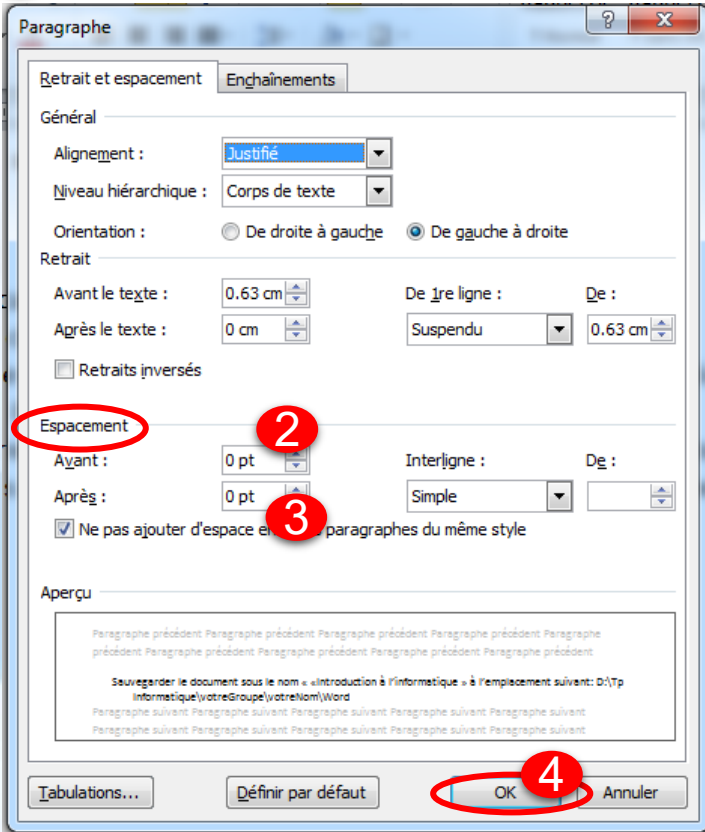 Paragraphe
Retrait et espacement Enchaînements
Général
Alignement : Justifié
Niveau hiérarchique : Corps de texte
Orientation : De droite à gauche De gauche à droite
Retrait
Avant le texte : 0.63 cm De 1re ligne : De :
Après le texte : 0 cm Suspendu 0.63 cm
Retraits inversés
Espacement 2
Avant : 0 pt Interligne : De :
Après : 0 pt Simple
3
Ne pas ajouter d'espace paragraphes du même style
Aperçu
Paragraphe précédent Paragraphe précédent Paragraphe précédent Paragraphe précédent Paragraphe
précédent Paragraphe précédent Paragraphe précédent Paragraphe précédent Paragraphe précédent
Sauvegarder le document sous le nom « «Introduction à l'informatique » à l'emplacement suivant: D:\Tp
Informatique\votreGroupe\votreNom\Word
Paragraphe suivant Paragraphe suivant Paragraphe suivant Paragraphe suivant Paragraphe suivant
Paragraphe suivant Paragraphe suivant Paragraphe suivant Paragraphe suivant Paragraphe suivant
4
Tabulations... Définir par défaut OK Annuler